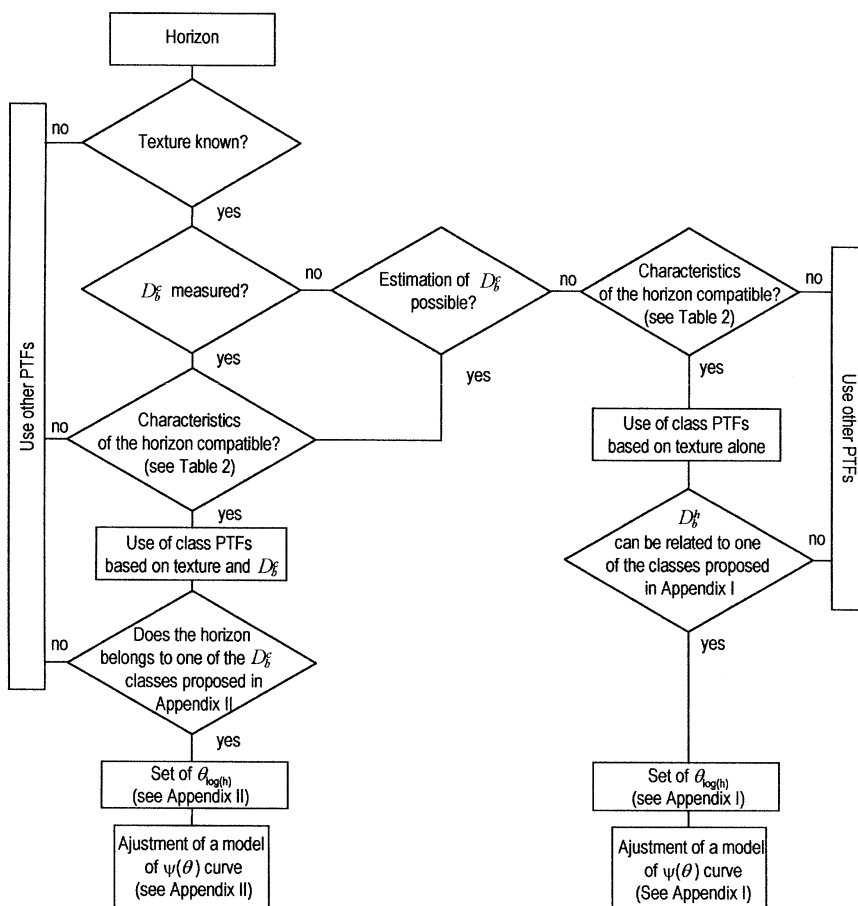 Horizon
no
Texture known?
yes
Use other PTFs
D_b^c measured?
no
Estimation of D_b^c
possible?
no
Characteristics
of the horizon compatible?
(see Table 2)
no
Use other PTFs
yes
yes
yes
no
Characteristics
of the horizon compatible?
(see Table 2)
Use of class PTFs
based on texture alone
yes
Use of class PTFs
based on texture and D_b^c
D_b^h
can be related to one
of the classes proposed
in Appendix I
no
no
Does the horizon
belongs to one of the D_b^c
classes proposed in
Appendix II
yes
yes
Set of θlog(h)
(see Appendix II)
Set of θlog(h)
(see Appendix I)
Ajustment of a model
of ψ(θ) curve
(see Appendix II)
Ajustment of a model
of ψ(θ) curve
(See Appendix I)